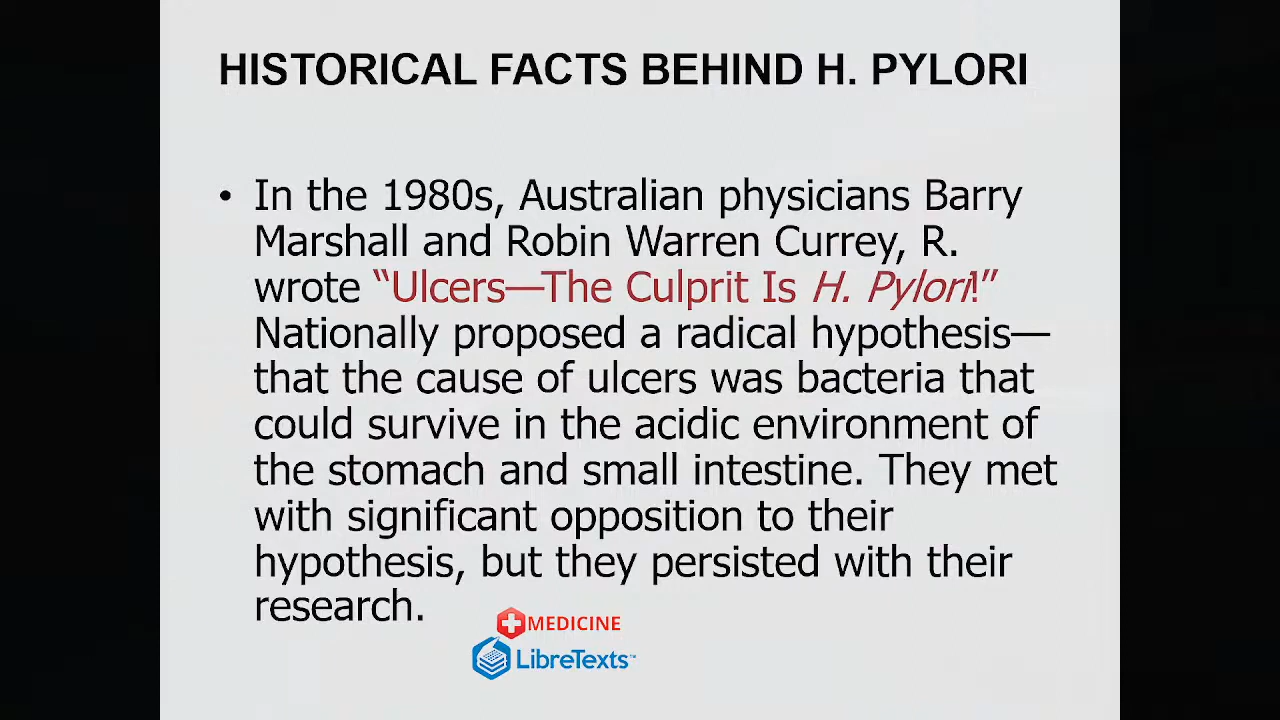 HISTORICAL FACTS BEHIND H. PYLORI
• In the 1980s, Australian physicians Barry
Marshall and Robin Warren Currey, R.
wrote “Ulcers—The Culprit Is H. Pylori!”
Nationally proposed a radical hypothesis—
that the cause of ulcers was bacteria that
could survive in the acidic environment of
the stomach and small intestine. They met
with significant opposition to their
hypothesis, but they persisted with their
research.
MEDICINE
LibreTexts™